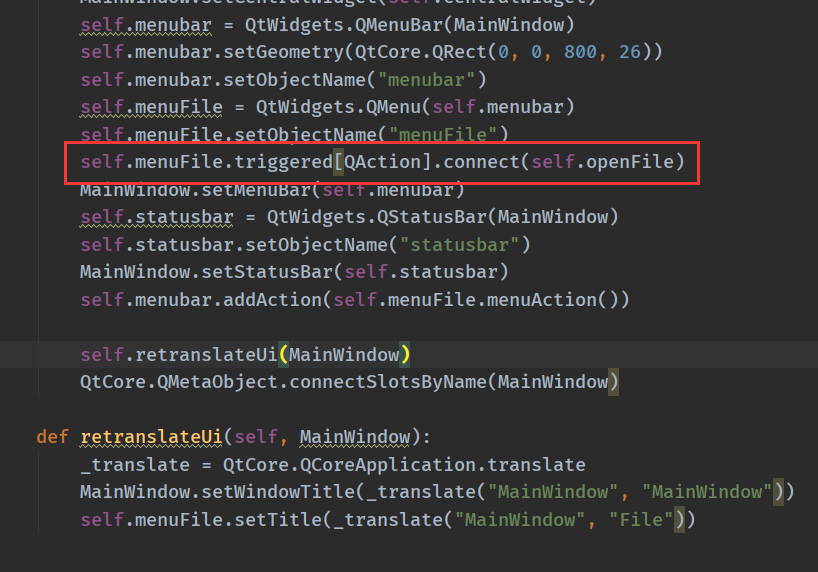 MainWindow.setCentralWidget(self.centralwidget)
self.menubar = QtWidgets.QMenuBar(MainWindow)
self.menubar.setGeometry(QtCore.QRect(0, 0, 800, 26))
self.menubar.setObjectName("menubar")
self.menuFile = QtWidgets.QMenu(self.menubar)
self.menuFile.setObjectName("menuFile")
self.menuFile.triggered[QAction].connect(self.openFile)
MainWindow.setMenuBar(self.menubar)
self.statusbar = QtWidgets.QStatusBar(MainWindow)
self.statusbar.setObjectName("statusbar")
MainWindow.setStatusBar(self.statusbar)
self.menubar.addAction(self.menuFile.menuAction())
self.retranslateUi(MainWindow)
QtCore.QMetaObject.connectSlotsByName(MainWindow)
def retranslateUi(self, MainWindow):
_translate = QtCore.QCoreApplication.translate
MainWindow.setWindowTitle(_translate("MainWindow", "MainWindow"))
self.menuFile.setTitle(_translate("MainWindow", "File"))